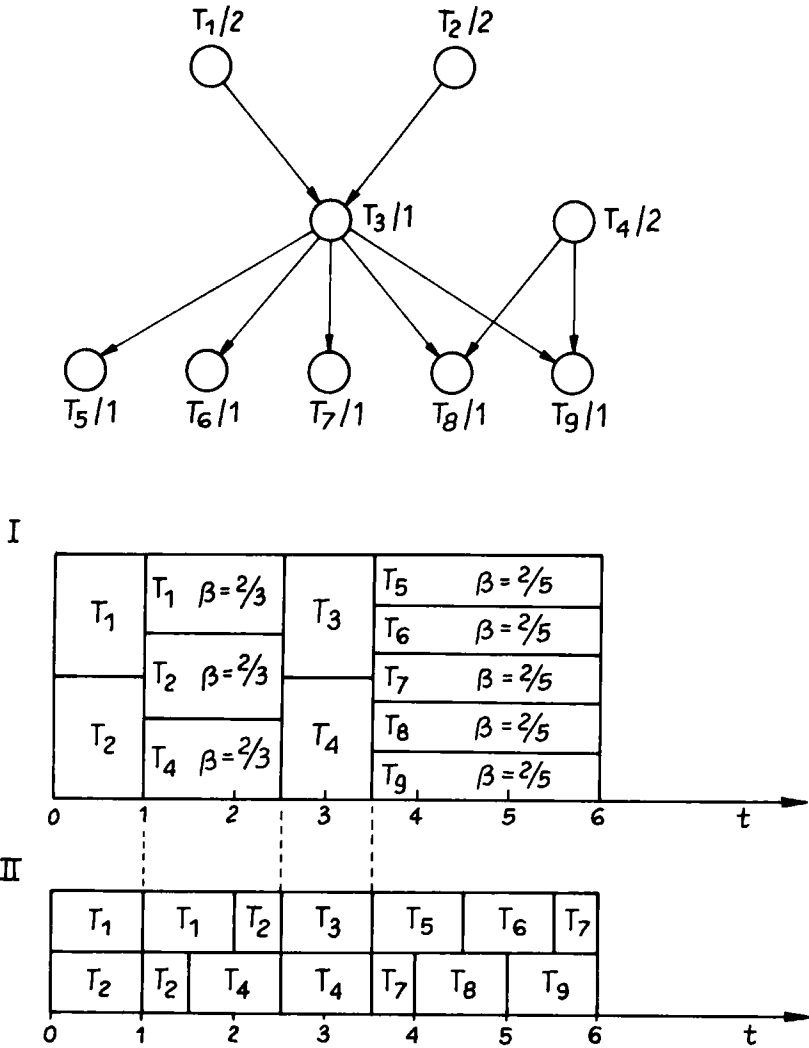 T₁/2 T₂/2
T₃/1 T₄/2
T₅/1 T₆/1 T₇/1 T₈/1 T₉/1
I
T₁ T₁ β=2/3 T₃ T₅ β=2/5
T₆ β=2/5
T₂ β=2/3 T₇ β=2/5
T₂ T₄ T₈ β=2/5
T₄ β=2/3 T₉ β=2/5
0 1 2 3 4 5 6 t
II
T₁ T₁ T₂ T₃ T₅ T₆ T₇
T₂ T₂ T₄ T₄ T₇ T₈ T₉
0 1 2 3 4 5 6 t